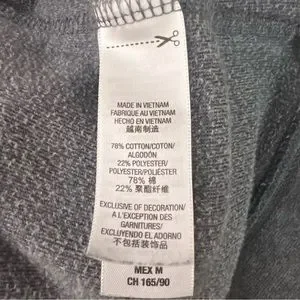 MADE IN VIETNAM
FABRIQUE AU VIETNAM
HECHO EN VIETNAM
越南制造
78% COTTON/COTON/
ALGODÓN
22% POLYESTER/
POLYESTER/POLIÉSTER
78% 棉
22% 聚酯纤维
EXCLUSIVE OF DECORATION/
A L'EXCEPTION DES
GARNITURES/
EXCLUYENDO EL ADORNO
不包括装饰品
MEX M
CH 165/90